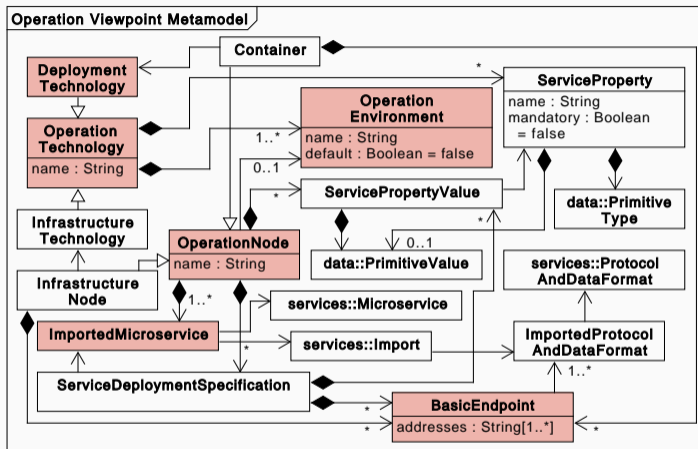 Operation Viewpoint Metamodel
Container
Deployment
Technology
*
ServiceProperty
name : String
mandatory : Boolean
= false
Operation
Environment
name : String
default : Boolean = false
Operation
Technology
name : String
1..*
0..1
*
ServicePropertyValue
data::Primitive
Type
Infrastructure
Technology
*
OperationNode
name : String
0..1
data::PrimitiveValue
services::Protocol
AndDataFormat
Infrastructure
Node
1..*
services::Microservice
ImportedMicroservice
services::Import
ImportedProtocol
AndDataFormat
*
ServiceDeploymentSpecification
1..*
BasicEndpoint
addresses : String[1..*]
*
*
*